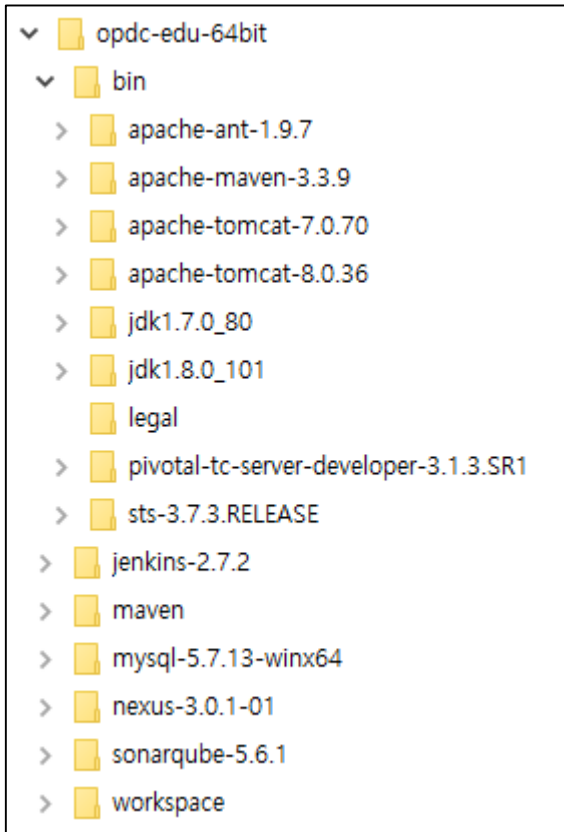 opdc-edu-64bit
bin
apache-ant-1.9.7
apache-maven-3.3.9
apache-tomcat-7.0.70
apache-tomcat-8.0.36
jdk1.7.0_80
jdk1.8.0_101
legal
pivotal-tc-server-developer-3.1.3.SR1
sts-3.7.3.RELEASE
jenkins-2.7.2
maven
mysql-5.7.13-winx64
nexus-3.0.1-01
sonarqube-5.6.1
workspace